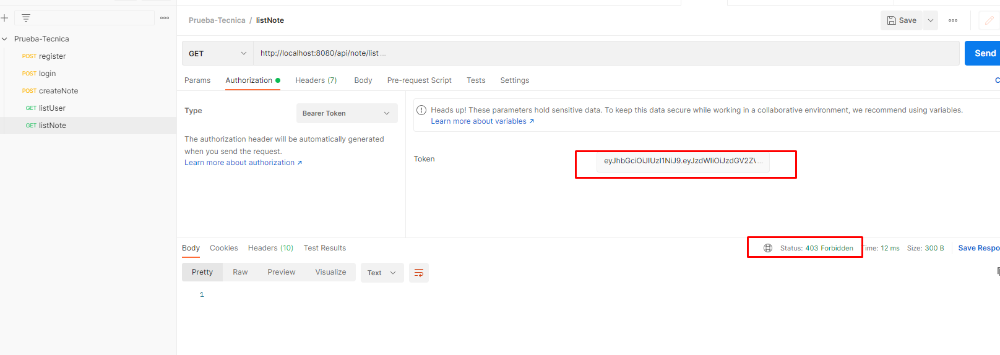 Prueba-Tecnica / listNote
Save
Prueba-Tecnica
POST register
POST login
POST createNote
GET listUser
GET listNote
GET
http://localhost:8080/api/note/list ...
Send
Params
Authorization
Headers (7)
Body
Pre-request Script
Tests
Settings
Type
Bearer Token
The authorization header will be automatically generated
when you send the request.
Learn more about authorization ↗
Heads up! These parameters hold sensitive data. To keep this data secure while working in a collaborative environment, we recommend using variables.
Learn more about variables ↗
Token
eyJhbGciOiJIUzI1NiJ9.eyJzdWIiOiJzdGV2ZV...
Body
Cookies
Headers (10)
Test Results
Status: 403 Forbidden
Time: 12 ms
Size: 300 B
Save Respo
Pretty
Raw
Preview
Visualize
Text
1